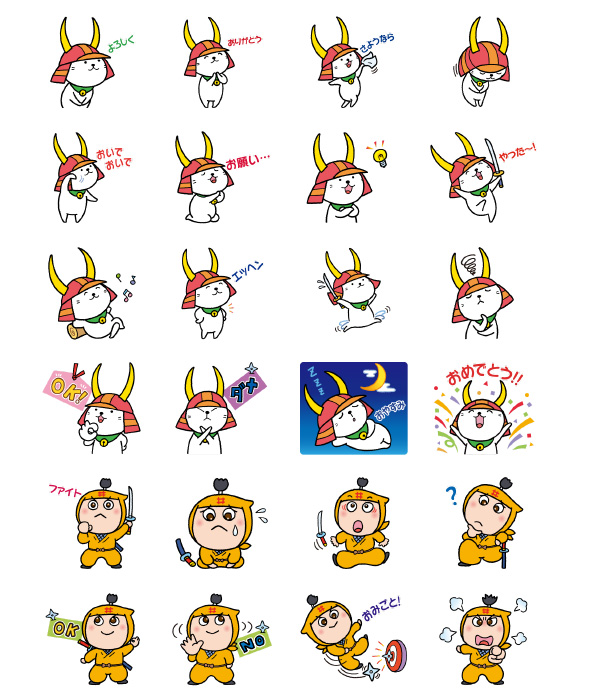 よろしく
ありがとう
さようなら
おいで
おいで
お願い…
!!
やった〜!
エッヘン
OK!
ダメ
Zzz
おやすみ
おめでとう!!
ファイト
?
OK
NO
おみごと!